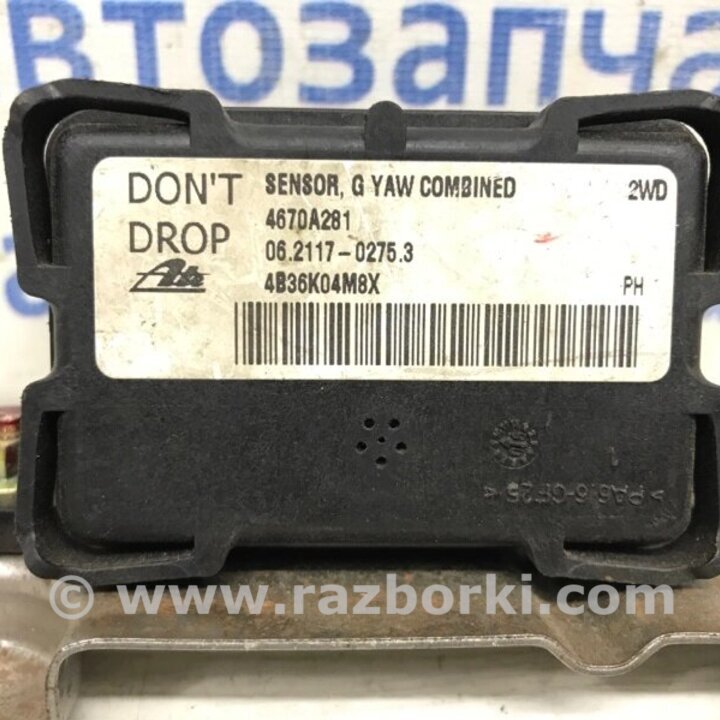 втозапча
DON'T DROP
SENSOR, G YAW COMBINED 2WD
4670A281
06.2117-0275.3
4B36K04M8X PH
Ate
1
>PA6.6-GF25<
© www.razborki.com